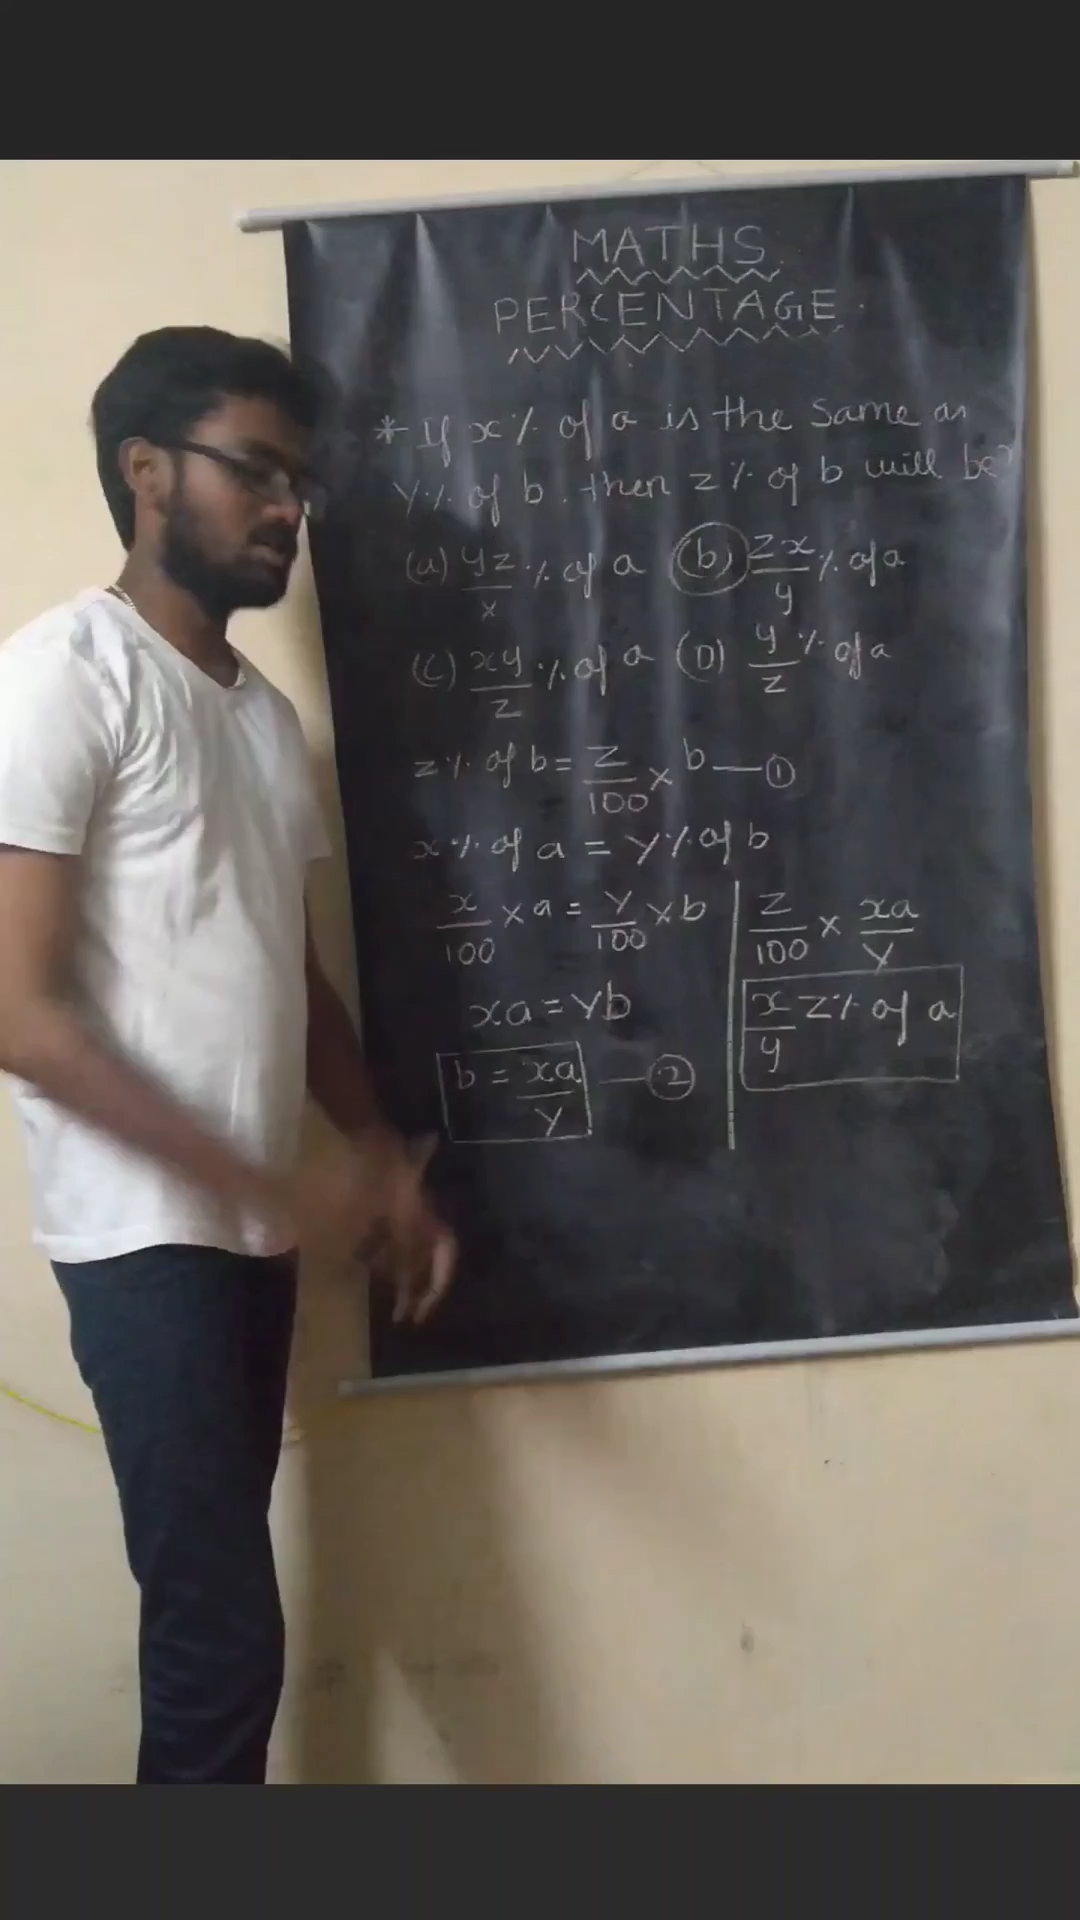 MATHS
PERCENTAGE.
* If x% of a is the same as
Y% of b. then z% of b will be?
(a) yz/x % of a (b) zx/y % of a
(C) xy/z % of a (D) y/z % of a
z% of b = z/100 × b — ①
x% of a = Y% of b
x/100 × a = Y/100 × b
xa = Yb
b = xa/Y — ②
z/100 × xa/Y
x/y z% of a